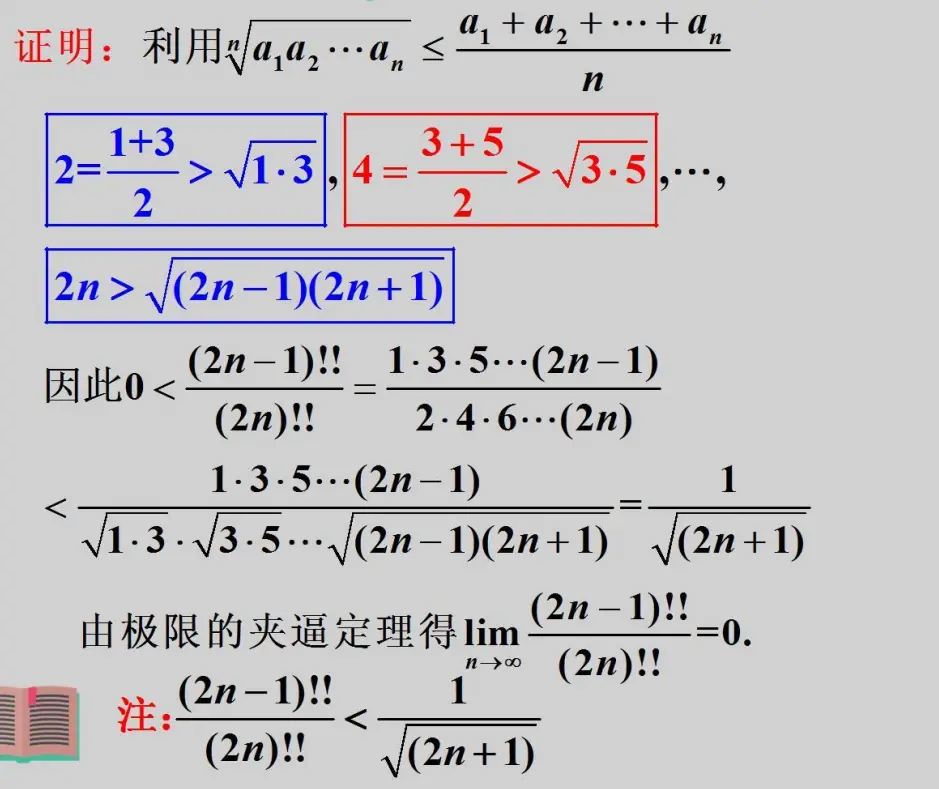 证明：利用 $\sqrt[n]{a_1a_2\cdots a_n} \le \frac{a_1+a_2+\cdots+a_n}{n}$
$2=\frac{1+3}{2}>\sqrt{1\cdot 3}$, $4=\frac{3+5}{2}>\sqrt{3\cdot 5}$,⋯,
$2n>\sqrt{(2n-1)(2n+1)}$
因此$0<\frac{(2n-1)!!}{(2n)!!}=\frac{1\cdot 3\cdot 5\cdots(2n-1)}{2\cdot 4\cdot 6\cdots(2n)}$
$<\frac{1\cdot 3\cdot 5\cdots(2n-1)}{\sqrt{1\cdot 3}\cdot\sqrt{3\cdot 5}\cdots\sqrt{(2n-1)(2n+1)}}=\frac{1}{\sqrt{(2n+1)}}$
由极限的夹逼定理得$\lim_{n\to\infty}\frac{(2n-1)!!}{(2n)!!}=0.$
注：$\frac{(2n-1)!!}{(2n)!!}<\frac{1}{\sqrt{(2n+1)}}$